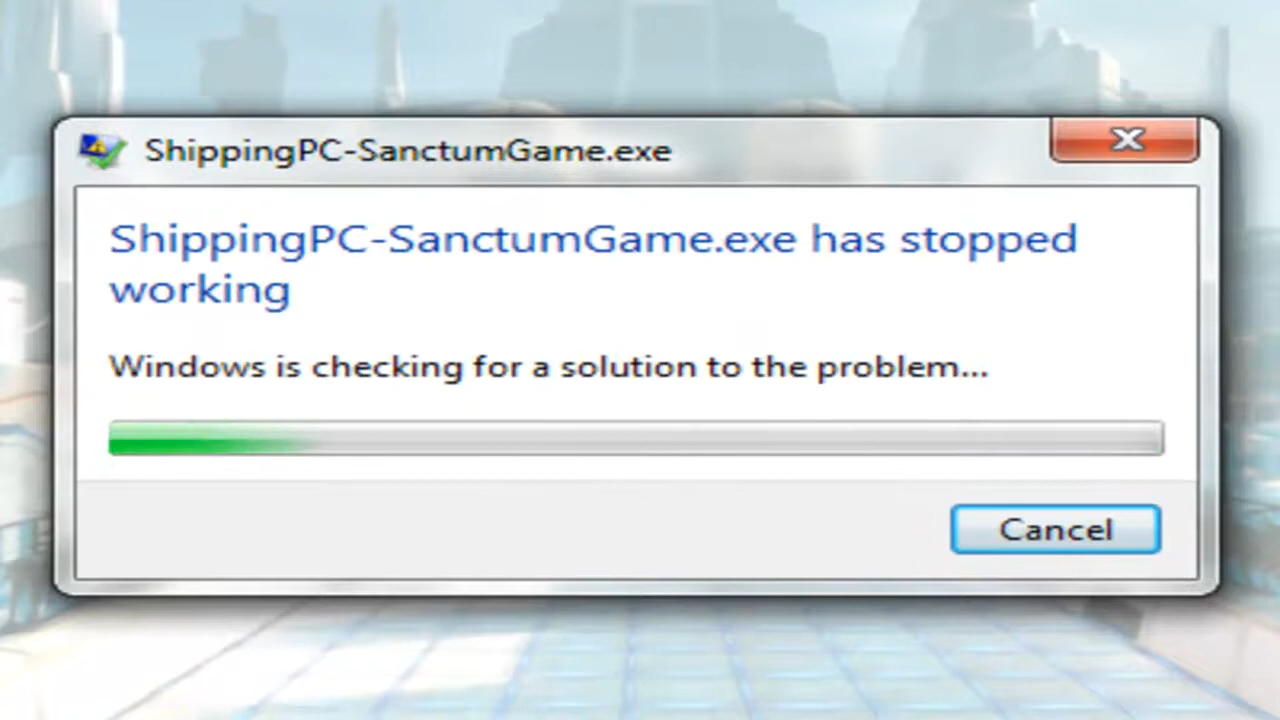 ShippingPC-SanctumGame.exe
ShippingPC-SanctumGame.exe has stopped
working
Windows is checking for a solution to the problem...
Cancel